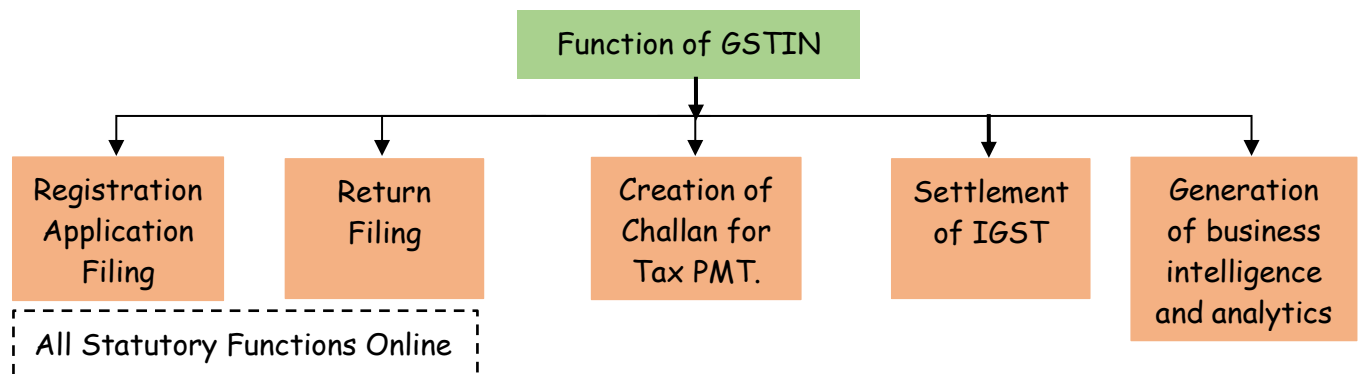 Function of GSTIN
Registration
Application
Filing
Return
Filing
Creation of
Challan for
Tax PMT.
Settlement
of IGST
Generation
of business
intelligence
and analytics
All Statutory Functions Online